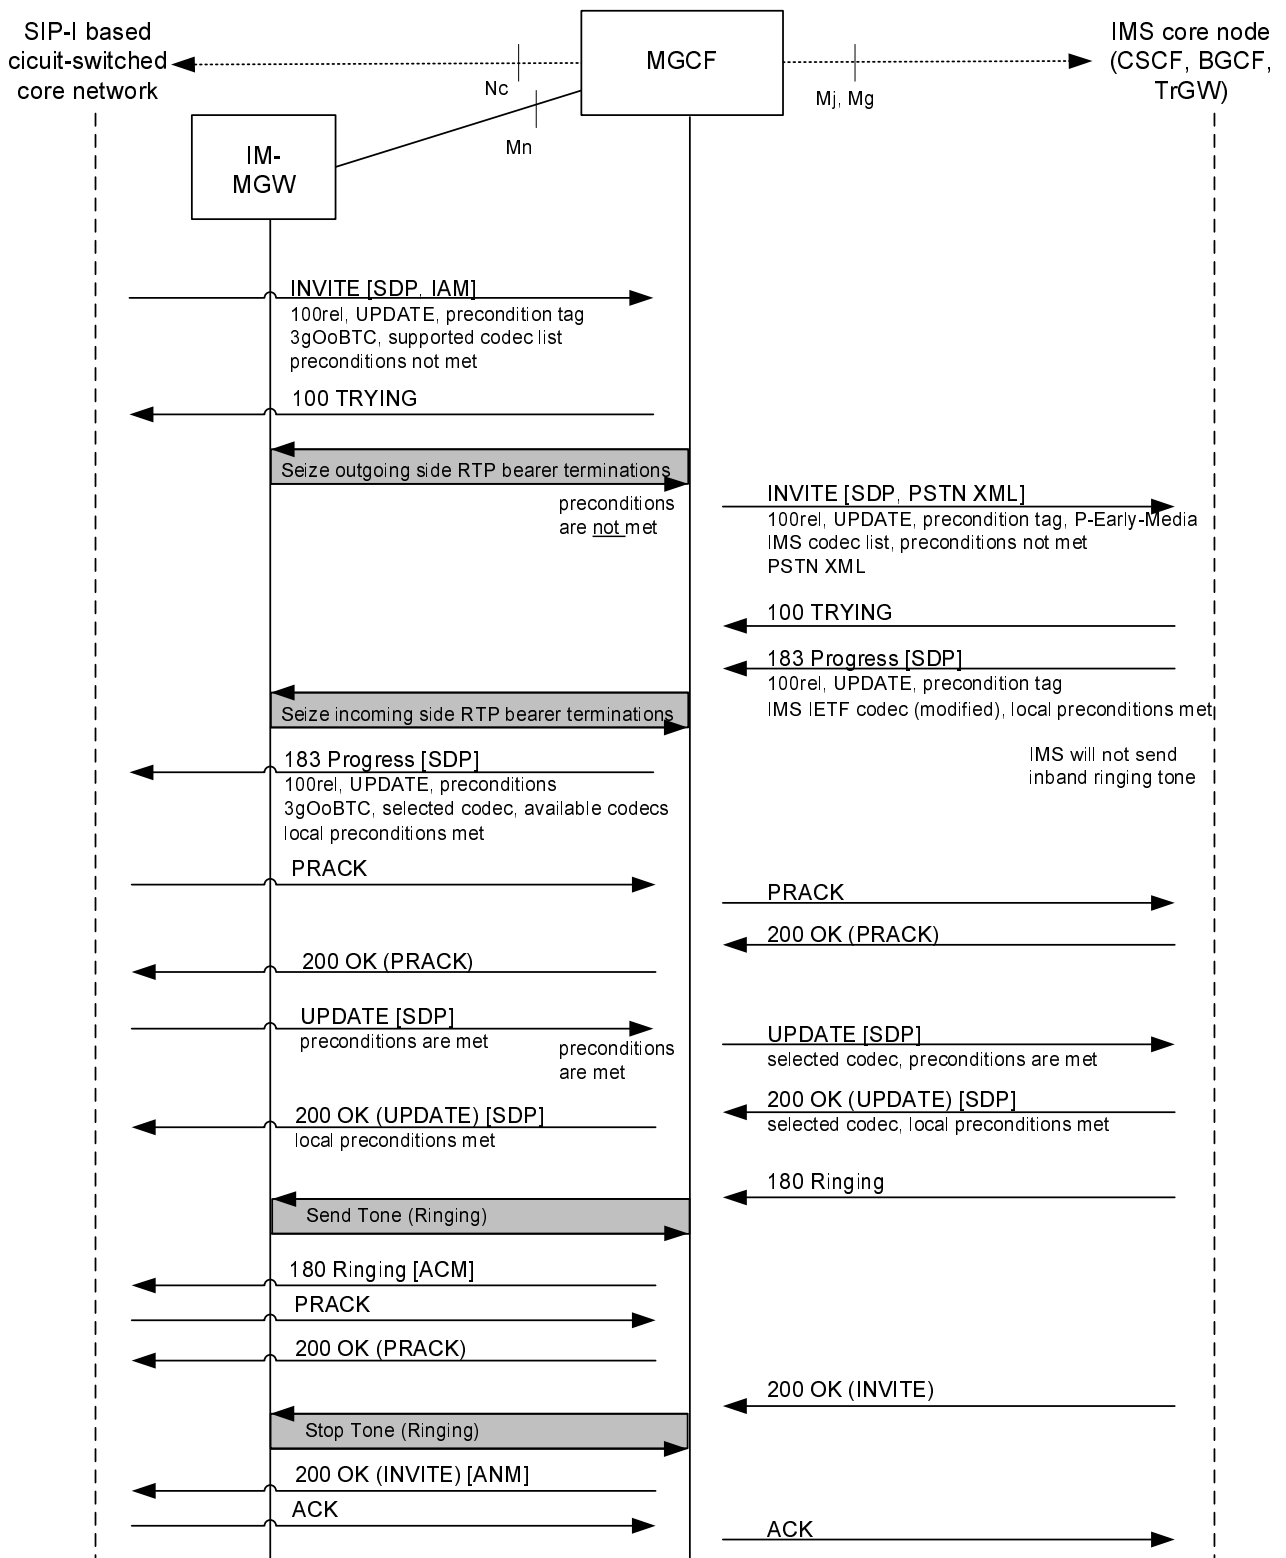 SIP-I based
cicuit-switched
core network
MGCF
IMS core node
(CSCF, BGCF,
TrGW)
Nc
Mj, Mg
Mn
IM-
MGW
INVITE [SDP, IAM]
100rel, UPDATE, precondition tag
3gOoBTC, supported codec list
preconditions not met
100 TRYING
Seize outgoing side RTP bearer terminations
preconditions
are not met
INVITE [SDP, PSTN XML]
100rel, UPDATE, precondition tag, P-Early-Media
IMS codec list, preconditions not met
PSTN XML
100 TRYING
183 Progress [SDP]
100rel, UPDATE, precondition tag
IMS IETF codec (modified), local preconditions met
Seize incoming side RTP bearer terminations
IMS will not send
inband ringing tone
183 Progress [SDP]
100rel, UPDATE, preconditions
3gOoBTC, selected codec, available codecs
local preconditions met
PRACK
PRACK
200 OK (PRACK)
200 OK (PRACK)
UPDATE [SDP]
preconditions are met
preconditions
are met
UPDATE [SDP]
selected codec, preconditions are met
200 OK (UPDATE) [SDP]
selected codec, local preconditions met
200 OK (UPDATE) [SDP]
local preconditions met
180 Ringing
Send Tone (Ringing)
180 Ringing [ACM]
PRACK
200 OK (PRACK)
200 OK (INVITE)
Stop Tone (Ringing)
200 OK (INVITE) [ANM]
ACK
ACK